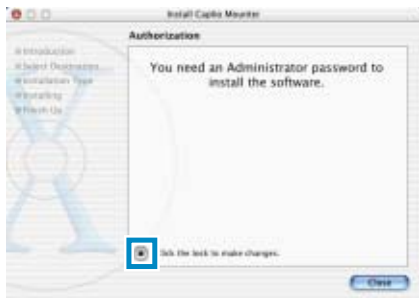 Install Caplio Mounter
Authorization
Introduction
Select Destination
Installation Type
Installing
Finish Up
You need an Administrator password to
install the software.
Click the lock to make changes.
Close